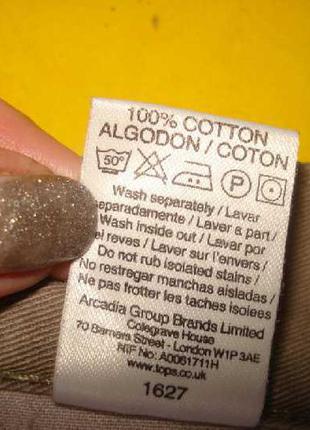 100% COTTON
ALGODON / COTON
50° P
Wash separately / Lavar
separadamente / Laver a part /
Wash inside out / Lavar por
el reves / Laver sur l'envers /
Do not rub isolated stains /
No restregar manchas aisladas /
Ne pas frotter les taches isolees
Arcadia Group Brands Limited
Colegrave House
70 Berners Street - London W1P 3AE
NIF No: A0061711H
www.tops.co.uk
1627